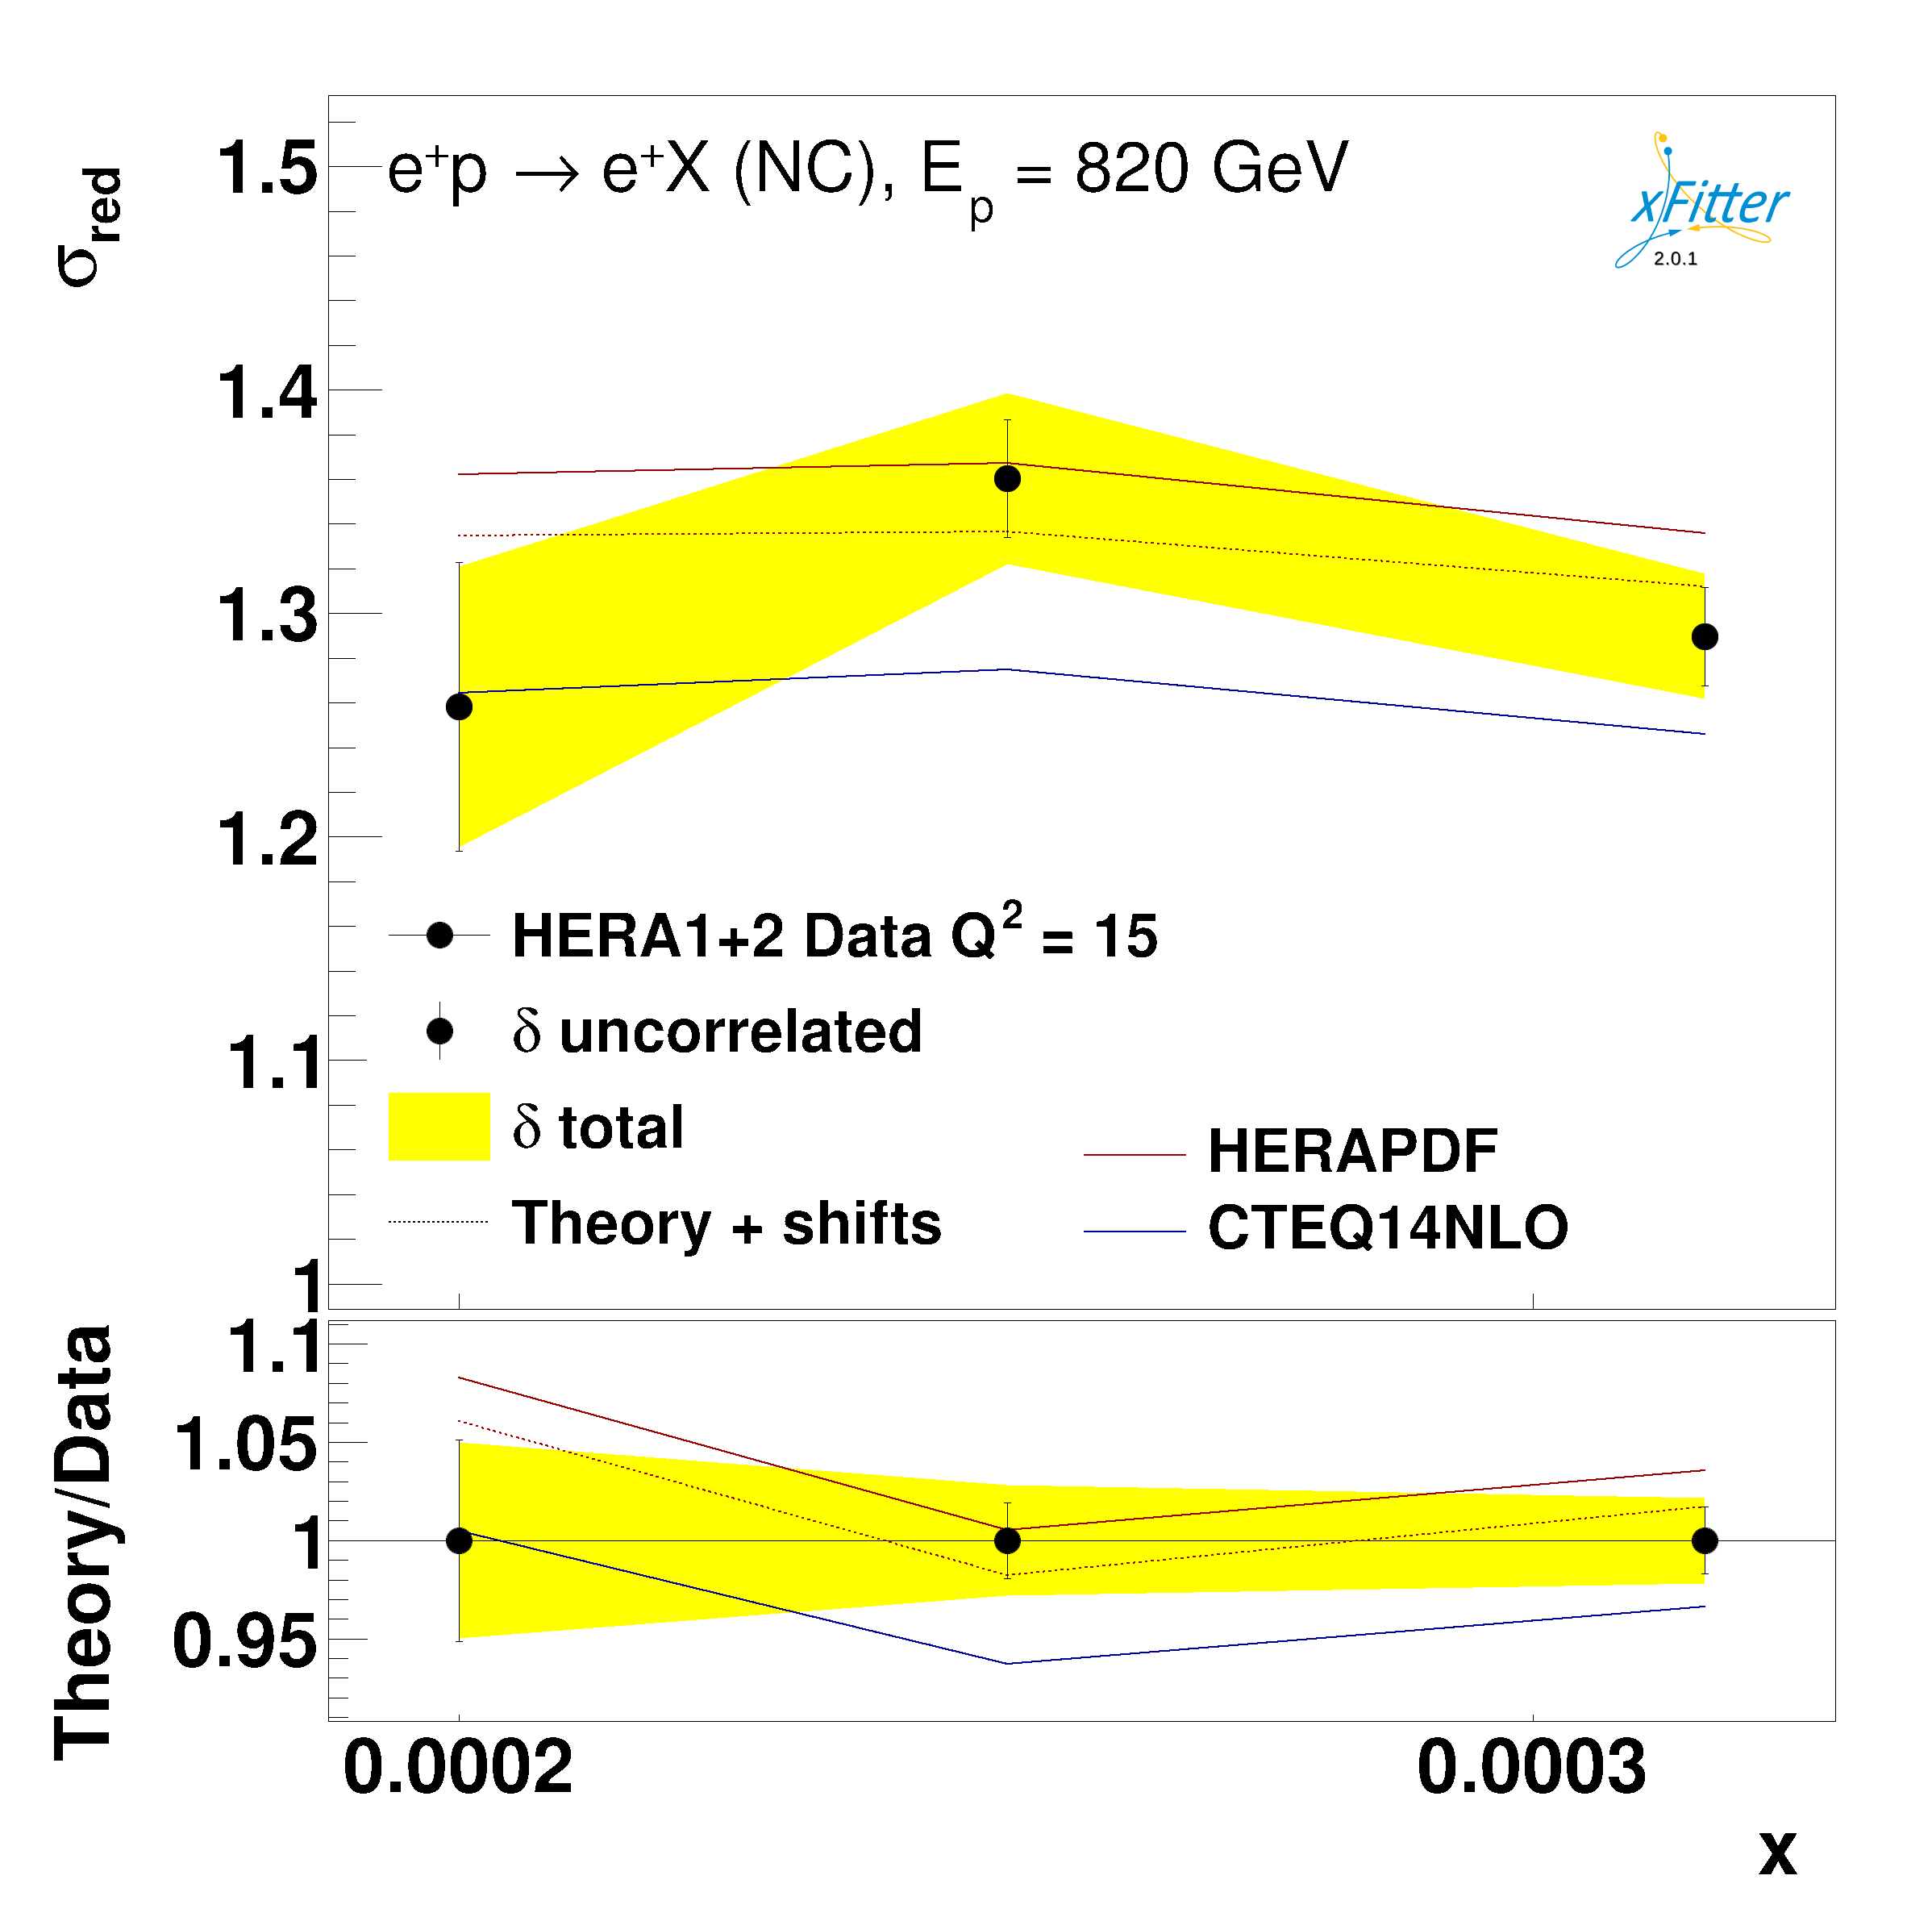 e⁺p → e⁺X (NC), E_p = 820 GeV
xFitter
2.0.1
σ_red
1.5
1.4
1.3
1.2
1.1
1
HERA1+2 Data Q² = 15
δ uncorrelated
δ total
Theory + shifts
HERAPDF
CTEQ14NLO
Theory/Data
1.1
1.05
1
0.95
0.0002
0.0003
x